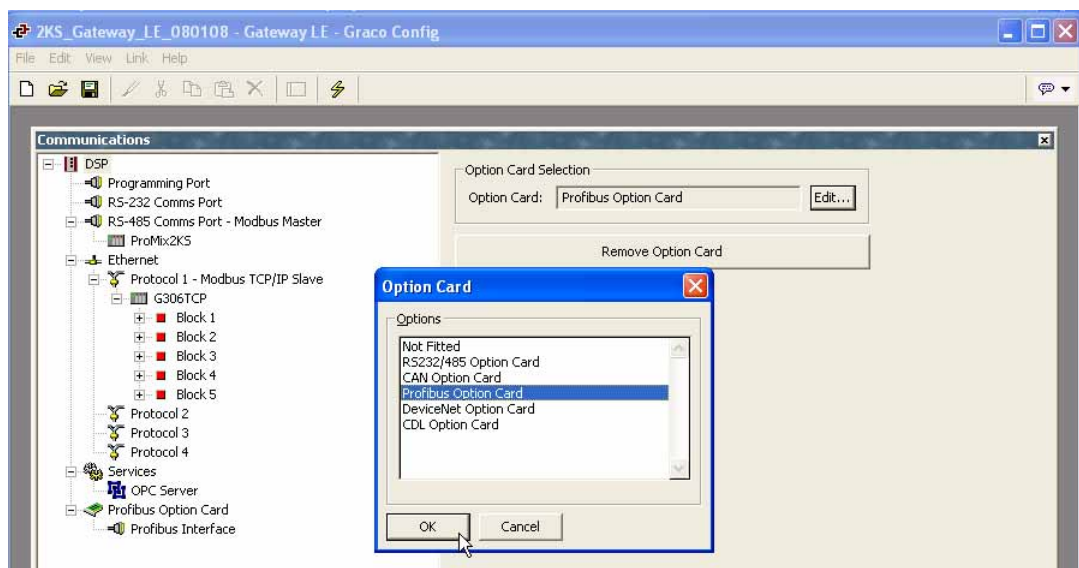 2KS_Gateway_LE_080108 - Gateway LE - Graco Config
File Edit View Link Help
Communications
DSP
Programming Port
RS-232 Comms Port
RS-485 Comms Port - Modbus Master
ProMix2KS
Ethernet
Protocol 1 - Modbus TCP/IP Slave
G306TCP
Block 1
Block 2
Block 3
Block 4
Block 5
Protocol 2
Protocol 3
Protocol 4
Services
OPC Server
Profibus Option Card
Profibus Interface
Option Card Selection
Option Card: Profibus Option Card Edit...
Remove Option Card
Option Card
Options
Not Fitted
RS232/485 Option Card
CAN Option Card
Profibus Option Card
DeviceNet Option Card
CDL Option Card
OK Cancel